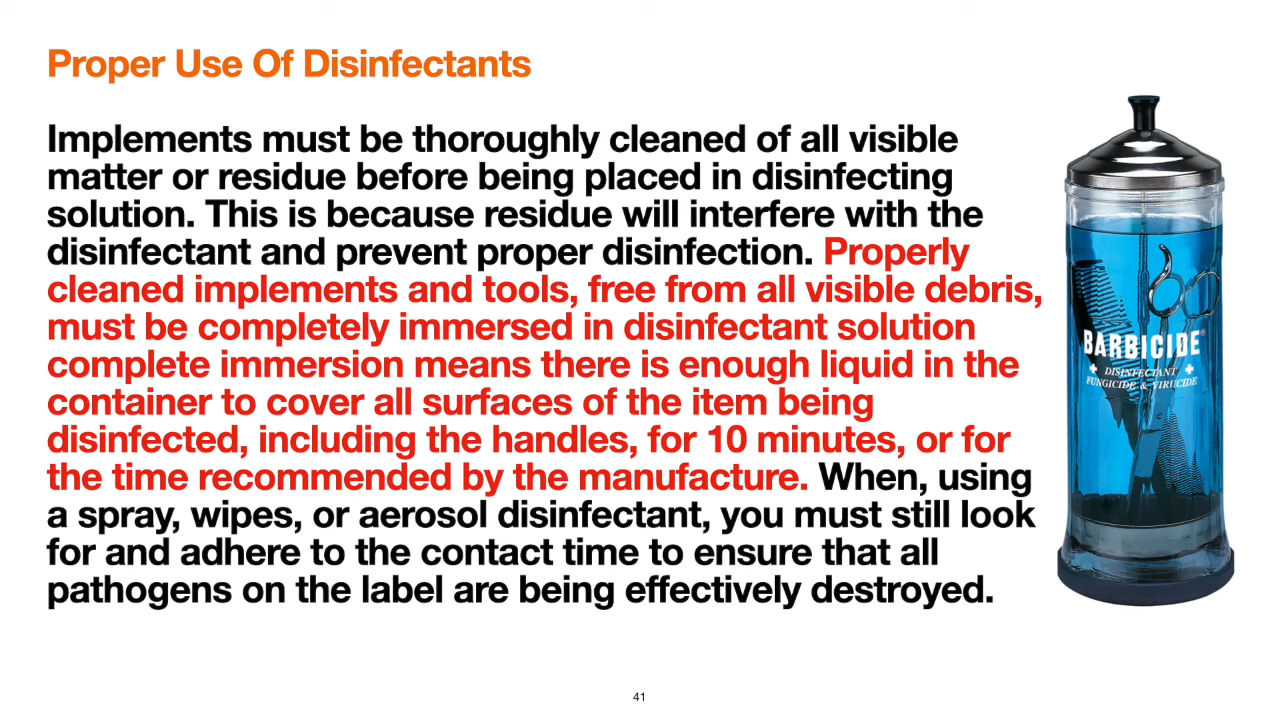 Proper Use Of Disinfectants
Implements must be thoroughly cleaned of all visible
matter or residue before being placed in disinfecting
solution. This is because residue will interfere with the
disinfectant and prevent proper disinfection. Properly
cleaned implements and tools, free from all visible debris,
must be completely immersed in disinfectant solution
complete immersion means there is enough liquid in the
container to cover all surfaces of the item being
disinfected, including the handles, for 10 minutes, or for
the time recommended by the manufacture. When, using
a spray, wipes, or aerosol disinfectant, you must still look
for and adhere to the contact time to ensure that all
pathogens on the label are being effectively destroyed.
BARBICIDE®
DISINFECTANT
FUNGICIDE & VIRUCIDE
41